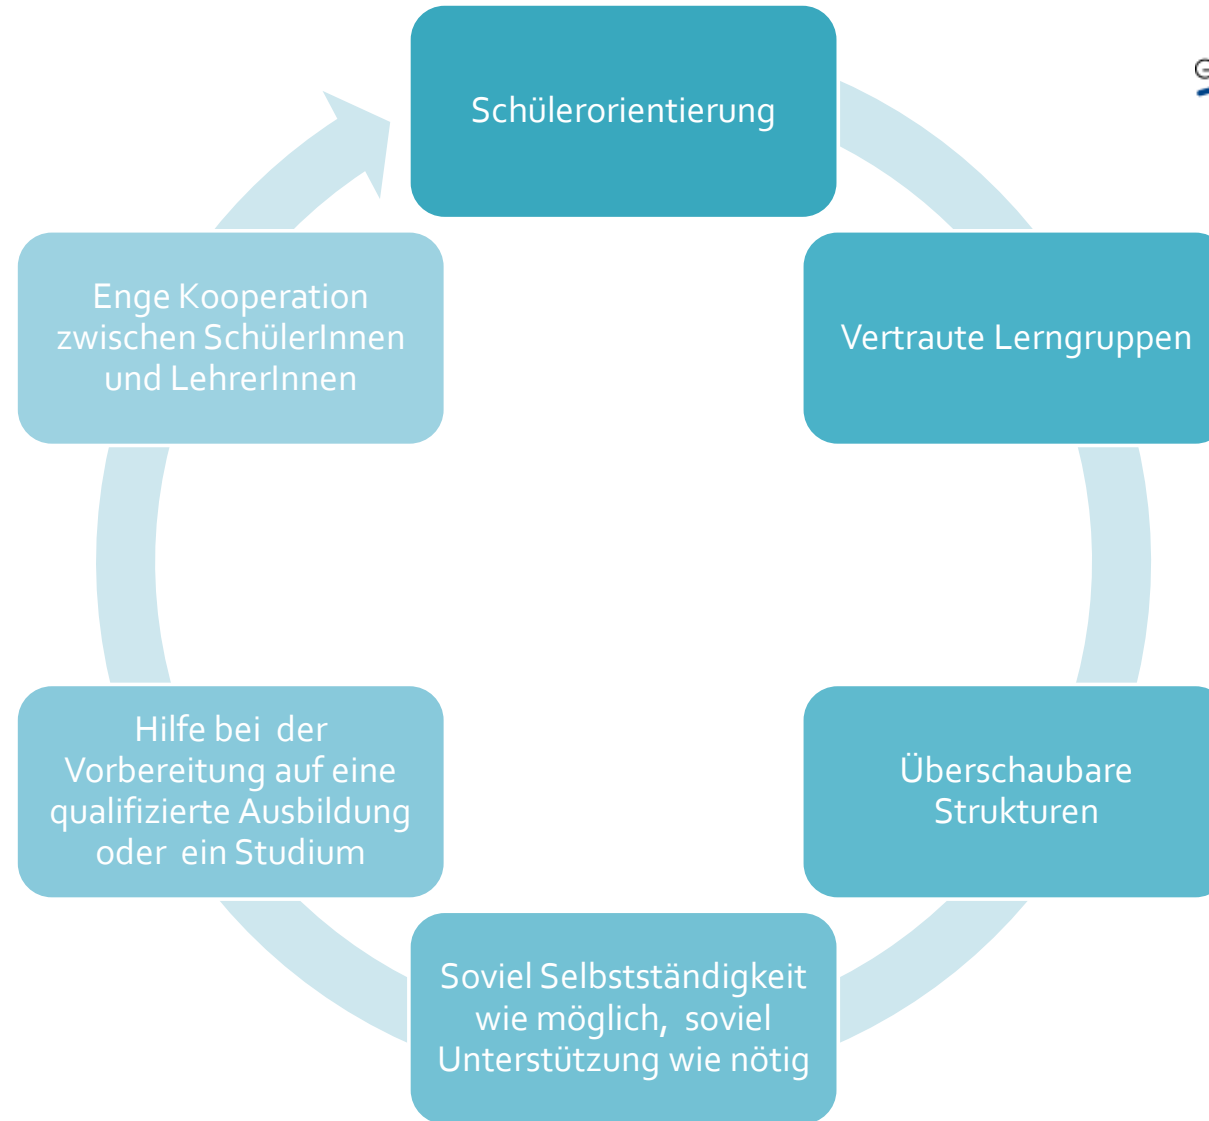 Schülerorientierung
Vertraute Lerngruppen
Überschaubare
Strukturen
Soviel Selbstständigkeit
wie möglich, soviel
Unterstützung wie nötig
Hilfe bei der
Vorbereitung auf eine
qualifizierte Ausbildung
oder ein Studium
Enge Kooperation
zwischen SchülerInnen
und LehrerInnen